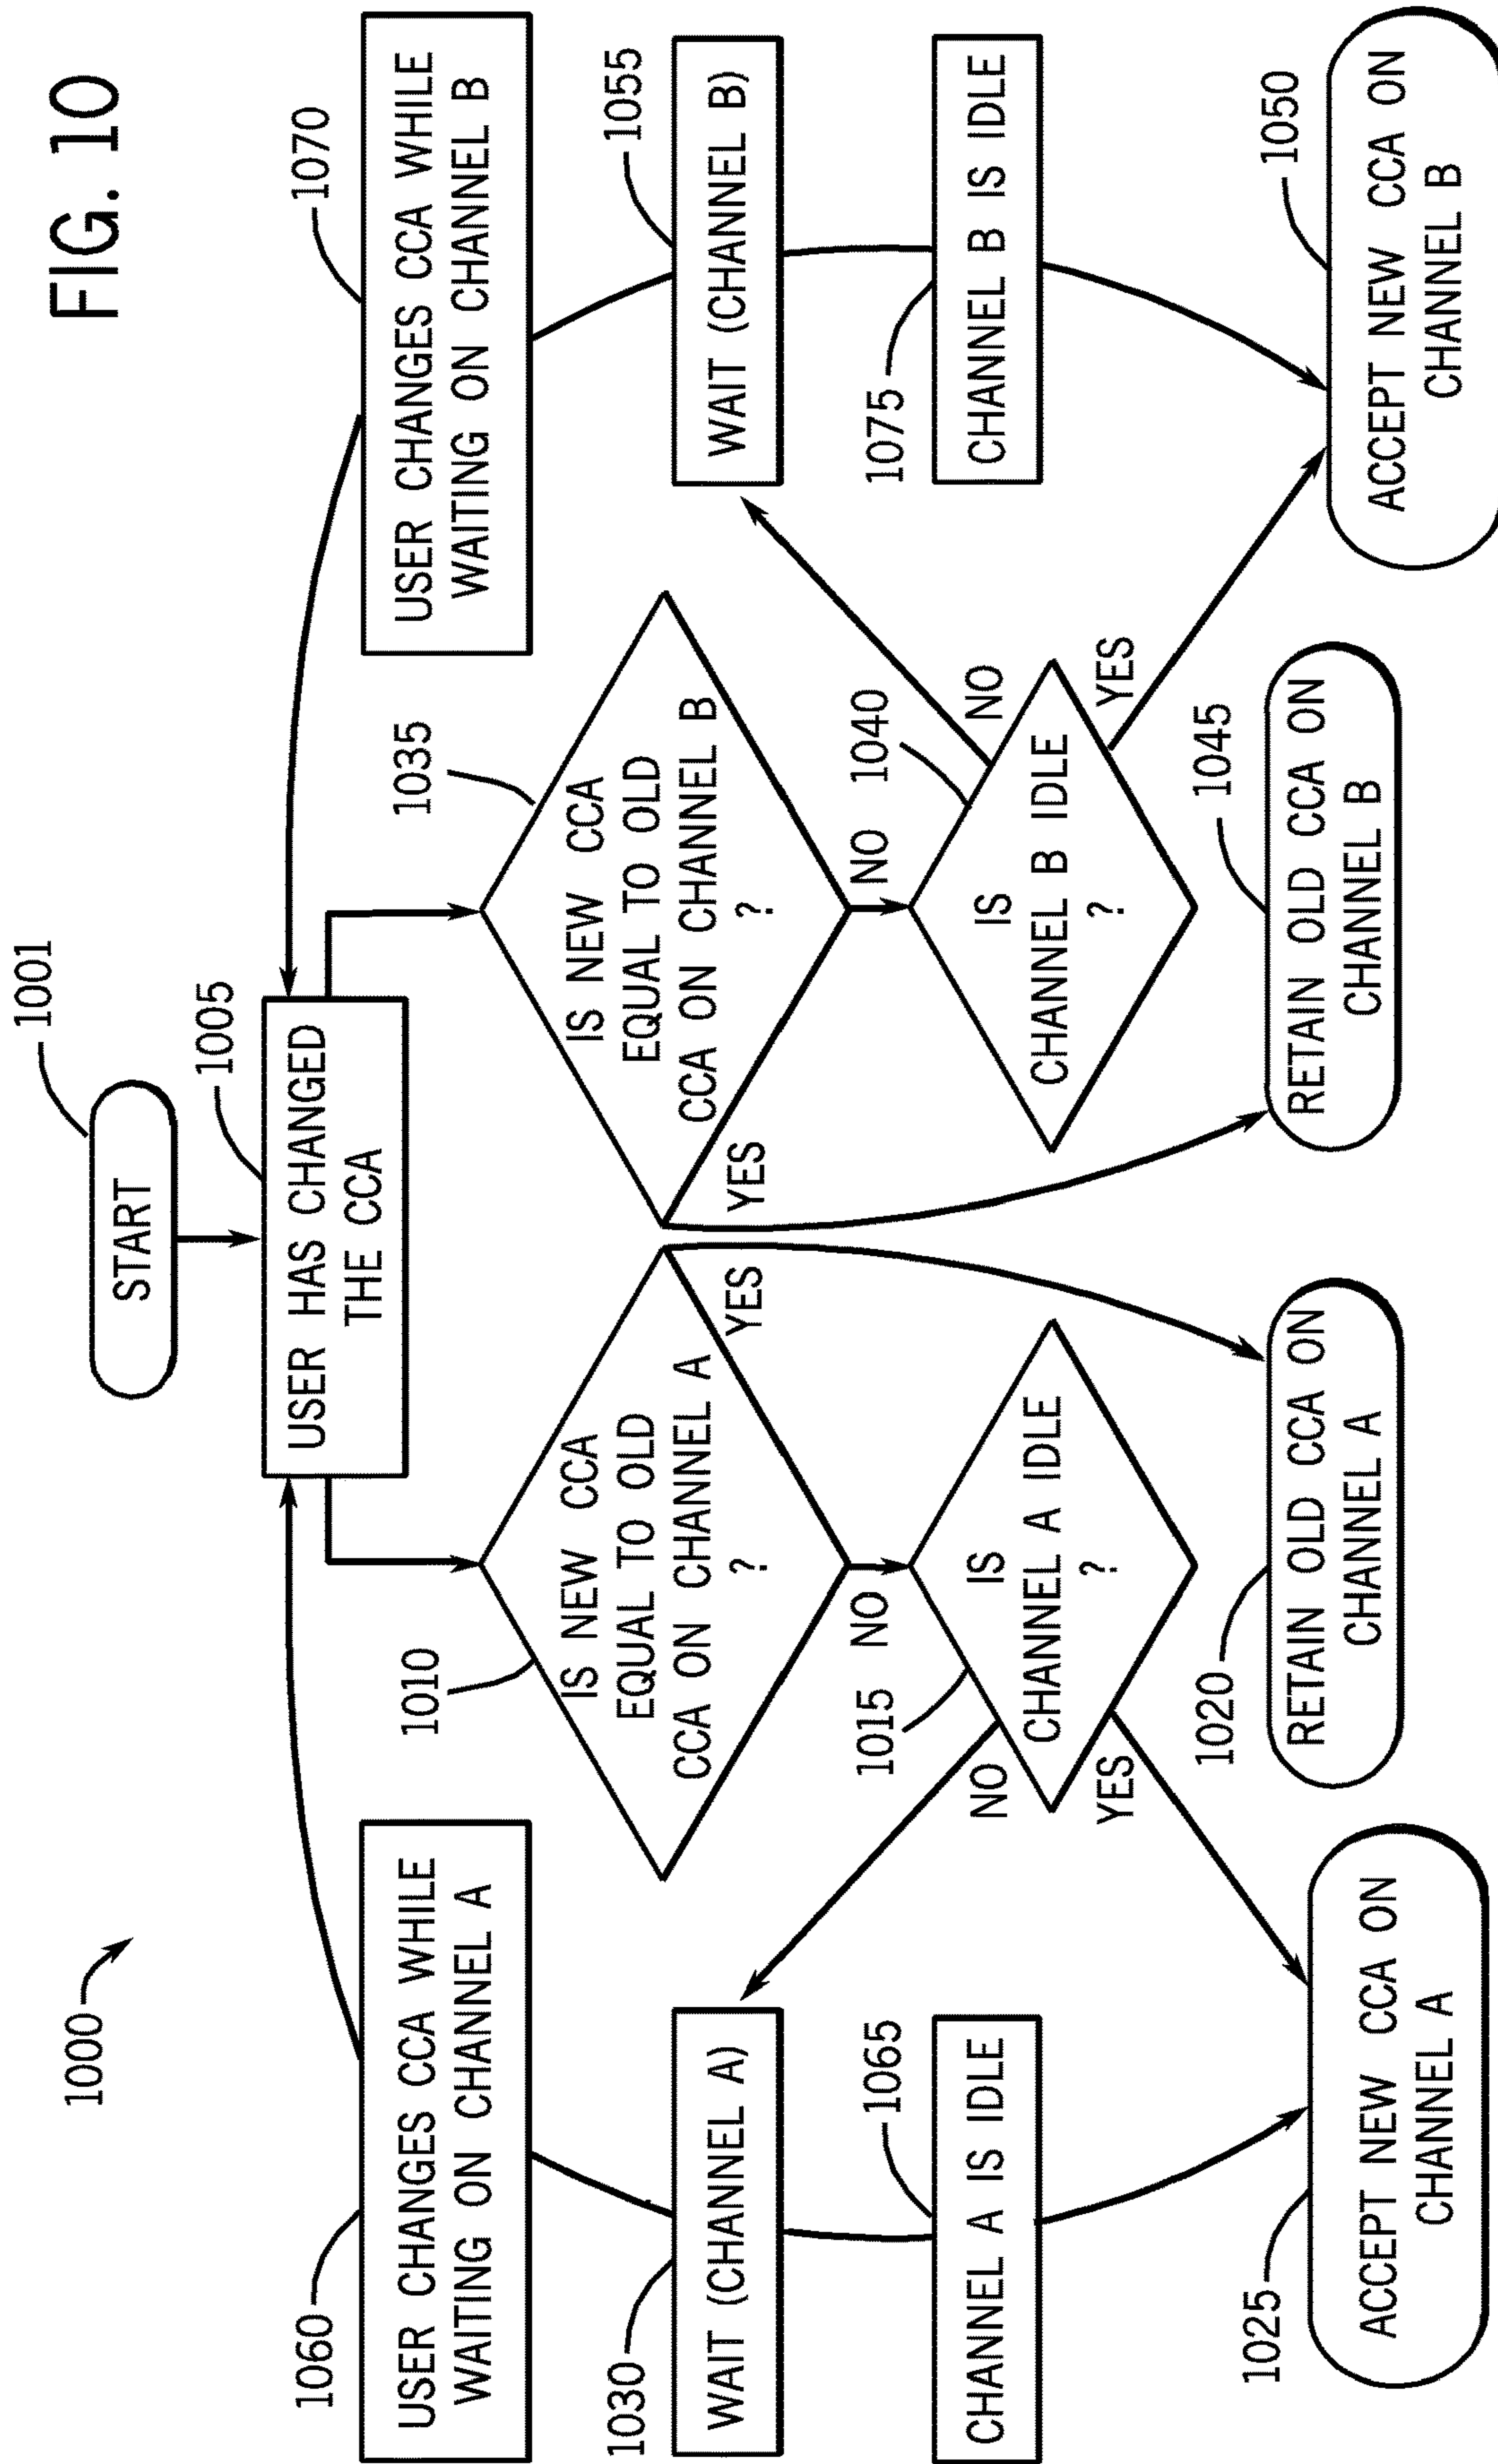 FIG. 10
1000
1001
START
1005
USER HAS CHANGED
THE CCA
1060
USER CHANGES CCA WHILE
WAITING ON CHANNEL A
1070
USER CHANGES CCA WHILE
WAITING ON CHANNEL B
1010
IS NEW CCA
EQUAL TO OLD
CCA ON CHANNEL A
?
YES
NO
1035
IS NEW CCA
EQUAL TO OLD
CCA ON CHANNEL B
?
YES
NO
1030
WAIT (CHANNEL A)
1055
WAIT (CHANNEL B)
1015
IS
CHANNEL A IDLE
?
NO
YES
1040
IS
CHANNEL B IDLE
?
NO
YES
1065
CHANNEL A IS IDLE
1075
CHANNEL B IS IDLE
1025
ACCEPT NEW CCA ON
CHANNEL A
1020
RETAIN OLD CCA ON
CHANNEL A
1045
RETAIN OLD CCA ON
CHANNEL B
1050
ACCEPT NEW CCA ON
CHANNEL B